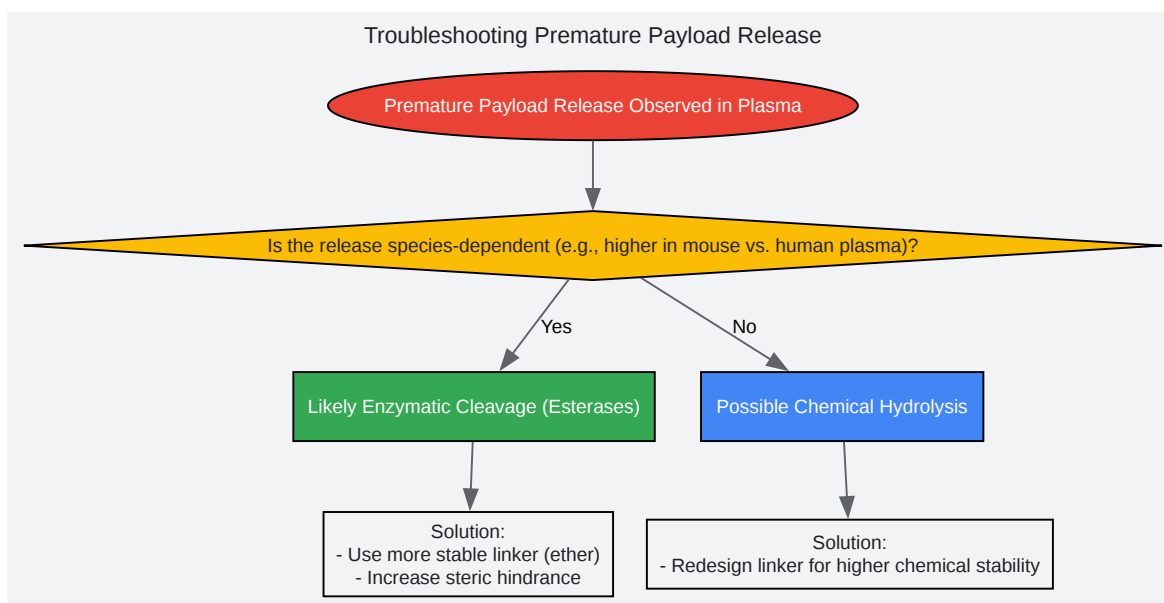 Troubleshooting Premature Payload Release
Premature Payload Release Observed in Plasma
Is the release species-dependent (e.g., higher in mouse vs. human plasma)?
Yes
No
Likely Enzymatic Cleavage (Esterases)
Possible Chemical Hydrolysis
Solution:
- Use more stable linker (ether)
- Increase steric hindrance
Solution:
- Redesign linker for higher chemical stability